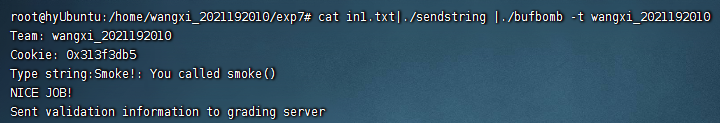 root@hyUbuntu:/home/wangxi_2021192010/exp7# cat in1.txt|./sendstring |./bufbomb -t wangxi_2021192010
Team: wangxi_2021192010
Cookie: 0x313f3db5
Type string:Smoke!: You called smoke()
NICE JOB!
Sent validation information to grading server